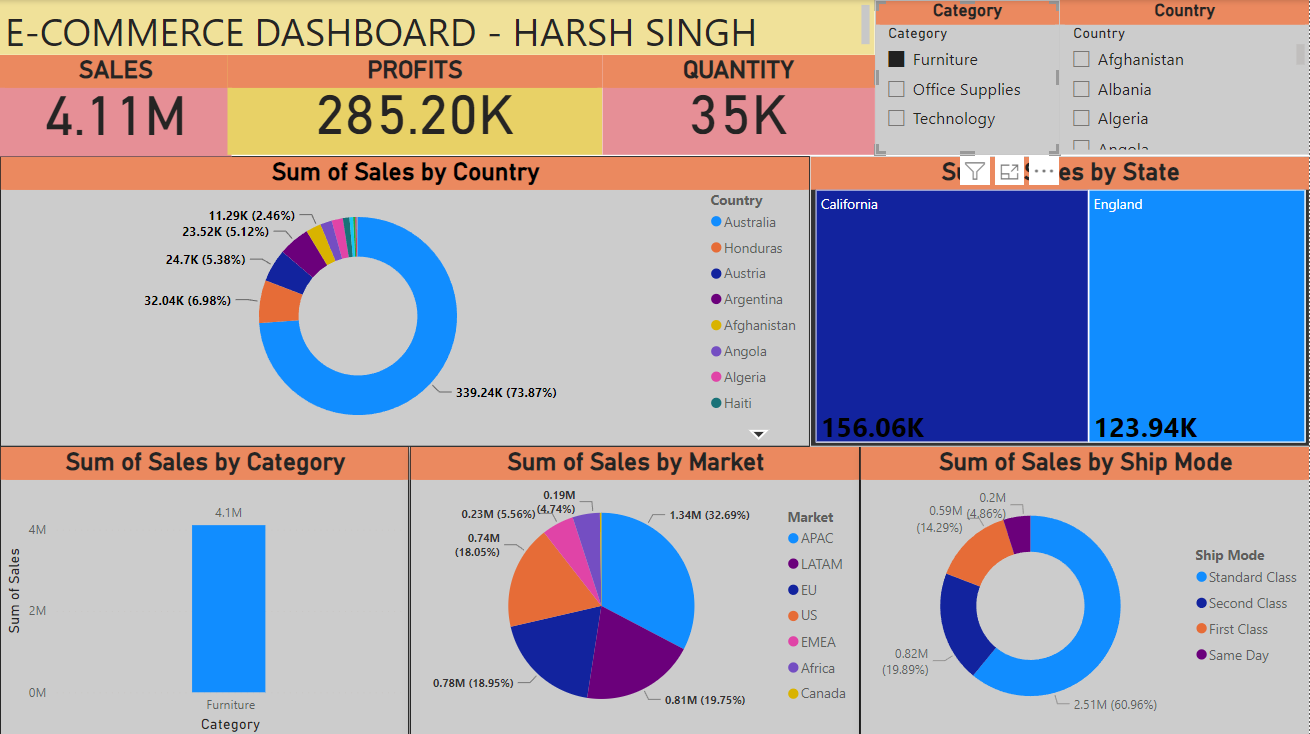 E-COMMERCE DASHBOARD - HARSH SINGH
SALES
4.11M
PROFITS
285.20K
QUANTITY
35K
Category
Category
Furniture
Office Supplies
Technology
Country
Country
Afghanistan
Albania
Algeria
Angola
Sum of Sales by Country
11.29K (2.46%)
23.52K (5.12%)
24.7K (5.38%)
32.04K (6.98%)
339.24K (73.87%)
Country
Australia
Honduras
Austria
Argentina
Afghanistan
Angola
Algeria
Haiti
es by State
California
156.06K
England
123.94K
Sum of Sales by Category
Sum of Sales
4M
2M
0M
4.1M
Furniture
Category
Sum of Sales by Market
0.19M
(4.74%)
0.23M (5.56%)
0.74M
(18.05%)
0.78M (18.95%)
1.34M (32.69%)
0.81M (19.75%)
Market
APAC
LATAM
EU
US
EMEA
Africa
Canada
Sum of Sales by Ship Mode
0.2M
(4.86%)
0.59M
(14.29%)
0.82M
(19.89%)
2.51M (60.96%)
Ship Mode
Standard Class
Second Class
First Class
Same Day